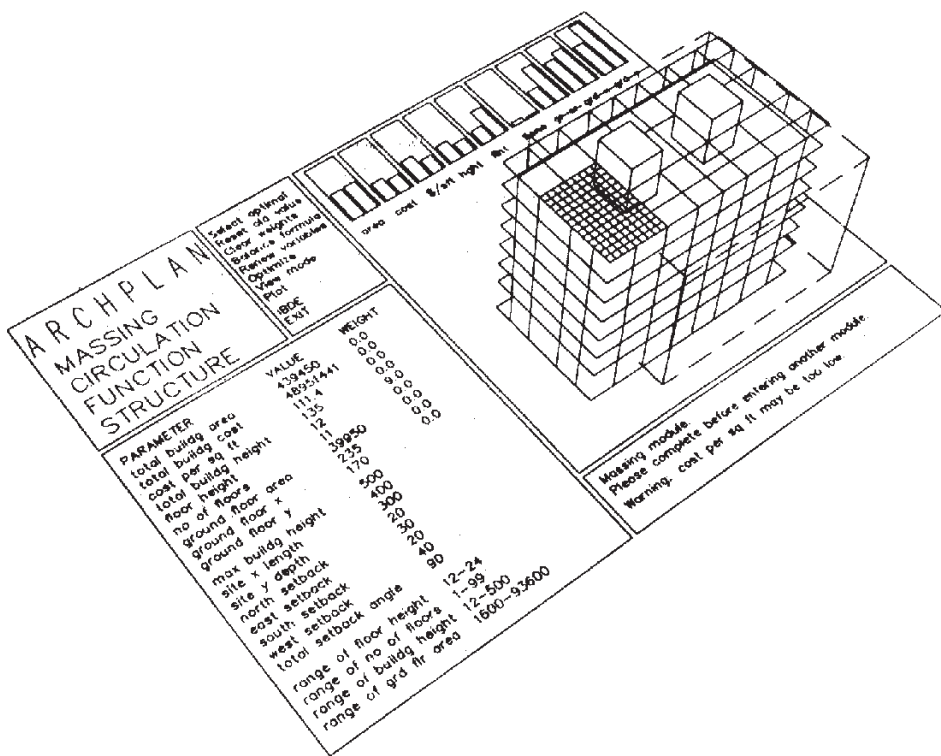 ARCHPLAN
MASSING
CIRCULATION
FUNCTION
STRUCTURE
Select optimal
Reset old value
Clear weights
Balance formula
Review variables
Optimize
View mode
Plot
IBDE
EXIT
area cost $/sft hght flht
PARAMETER VALUE WEIGHT
total buildg area 439450 0.0
total buildg cost 48951441 0.0
cost per sq ft 111.4 0.0
total buildg height 135 0.0
floor height 12 9.0
no of floors 11 0.0
ground floor area 39950 0.0
ground floor x 235 0.0
ground floor y 170
max buildg height 500
site x length 400
site y depth 300
north setback 20
east setback 30
south setback 20
west setback 40
total setback angle 90
range of floor height 12-24
range of no of floors 1-99
range of buildg height 12-500
range of grd flr area 1600-93600
Massing module.
Please complete before entering another module.
Warning. cost per sq ft may be too low.